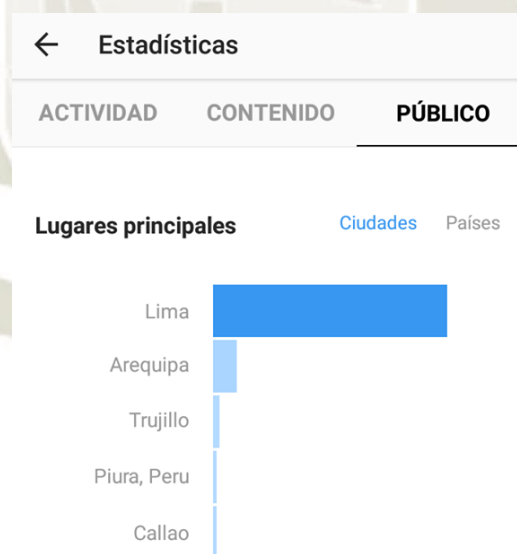 Estadísticas
ACTIVIDAD CONTENIDO PÚBLICO
Lugares principales Ciudades Países
Lima
Arequipa
Trujillo
Piura, Peru
Callao